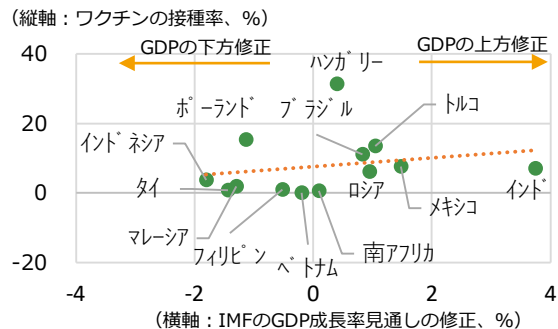 (縦軸：ワクチンの接種率、%)
GDPの下方修正
GDPの上方修正
40
20
0
-20
ハンガリー
ポーランド
ブラジル
トルコ
インドネシア
タイ
マレーシア
フィリピン
ベトナム
南アフリカ
ロシア
メキシコ
インド
-4
-2
0
2
4
(横軸：IMFのGDP成長率見通しの修正、%)